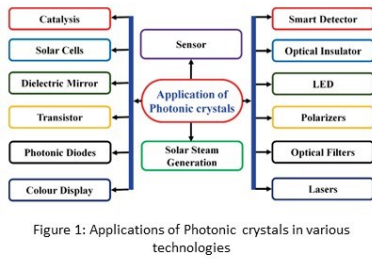 Catalysis
Solar Cells
Dielectric Mirror
Transistor
Photonic Diodes
Colour Display
Sensor
Application of
Photonic crystals
Solar Steam
Generation
Smart Detector
Optical Insulator
LED
Polarizers
Optical Filters
Lasers
Figure 1: Applications of Photonic crystals in various
technologies